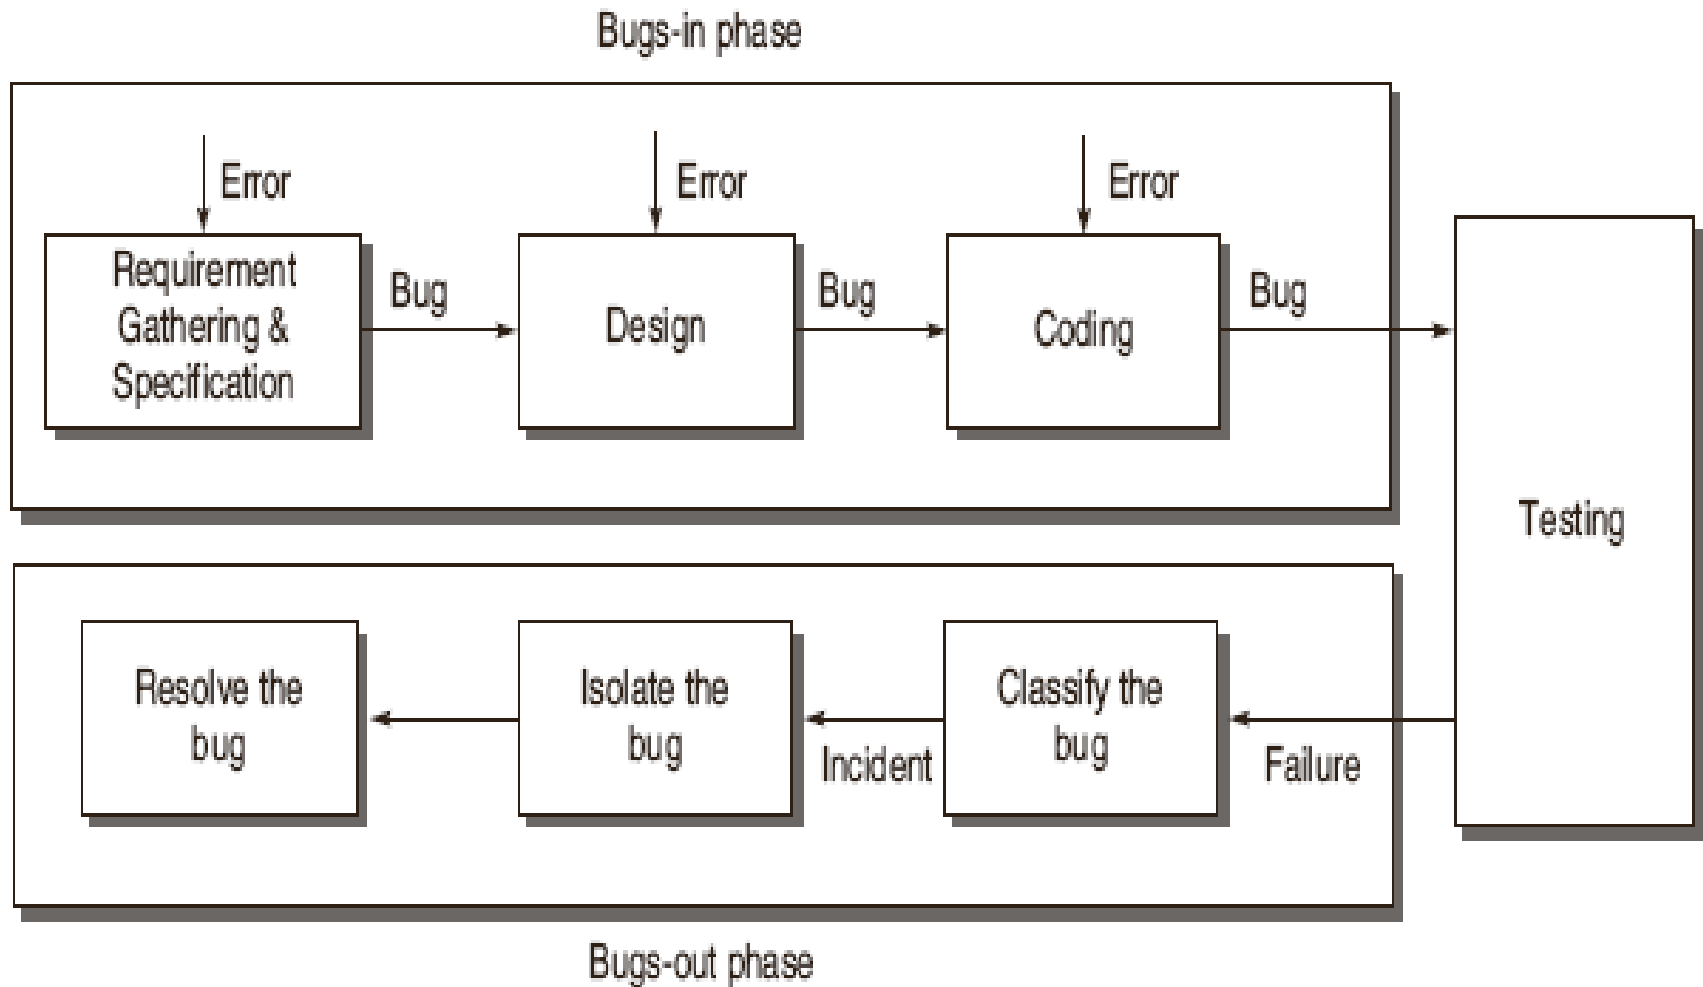 Bugs-in phase
Error
Error
Error
Requirement
Gathering &
Specification
Bug
Design
Bug
Coding
Bug
Testing
Resolve the
bug
Isolate the
bug
Incident
Classify the
bug
Failure
Bugs-out phase